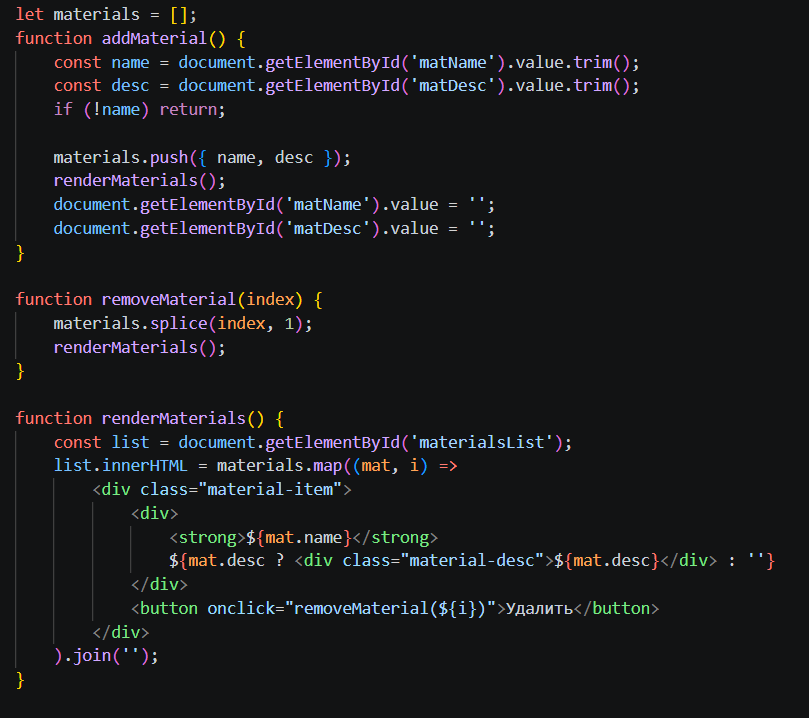 let materials = [];
function addMaterial() {
    const name = document.getElementById('matName').value.trim();
    const desc = document.getElementById('matDesc').value.trim();
    if (!name) return;

    materials.push({ name, desc });
    renderMaterials();
    document.getElementById('matName').value = '';
    document.getElementById('matDesc').value = '';
}

function removeMaterial(index) {
    materials.splice(index, 1);
    renderMaterials();
}

function renderMaterials() {
    const list = document.getElementById('materialsList');
    list.innerHTML = materials.map((mat, i) =>
        <div class="material-item">
            <div>
                <strong>${mat.name}</strong>
                ${mat.desc ? <div class="material-desc">${mat.desc}</div> : ''}
            </div>
            <button onclick="removeMaterial(${i})">Удалить</button>
        </div>
    ).join('');
}